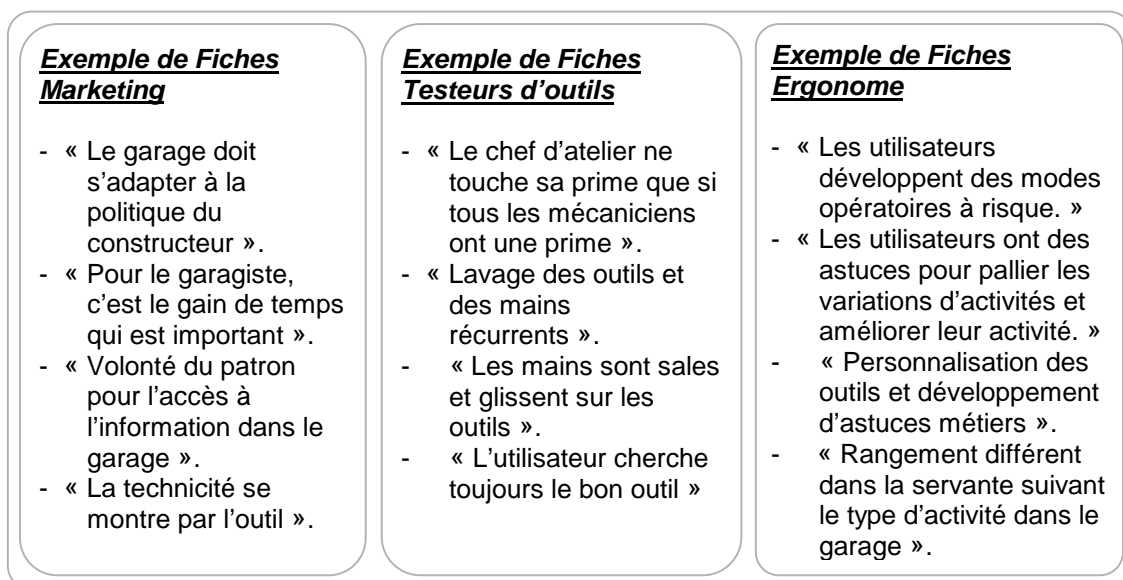 Exemple de Fiches
Marketing
- « Le garage doit
s’adapter à la
politique du
constructeur ».
- « Pour le garagiste,
c’est le gain de temps
qui est important ».
- « Volonté du patron
pour l’accès à
l’information dans le
garage ».
- « La technicité se
montre par l’outil ».
Exemple de Fiches
Testeurs d’outils
- « Le chef d’atelier ne
touche sa prime que si
tous les mécaniciens
ont une prime ».
- « Lavage des outils et
des mains
récurrents ».
- « Les mains sont sales
et glissent sur les
outils ».
- « L’utilisateur cherche
toujours le bon outil »
Exemple de Fiches
Ergonome
- « Les utilisateurs
développent des modes
opératoires à risque. »
- « Les utilisateurs ont des
astuces pour pallier les
variations d’activités et
améliorer leur activité. »
- « Personnalisation des
outils et développement
d’astuces métiers ».
- « Rangement différent
dans la servante suivant
le type d’activité dans le
garage ».